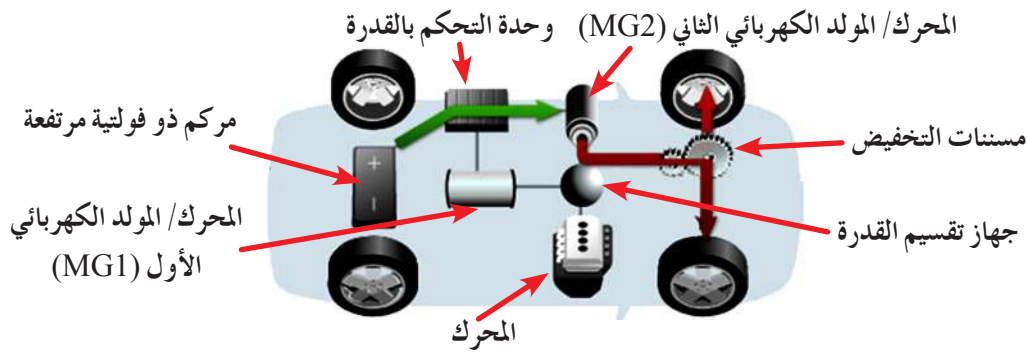 المحرك/ المولد الكهربائي الثاني (MG2)
وحدة التحكم بالقدرة
مركم ذو فولتية مرتفعة
مسننات التخفيض
+
−
المحرك/ المولد الكهربائي
الأول (MG1)
جهاز تقسيم القدرة
المحرك